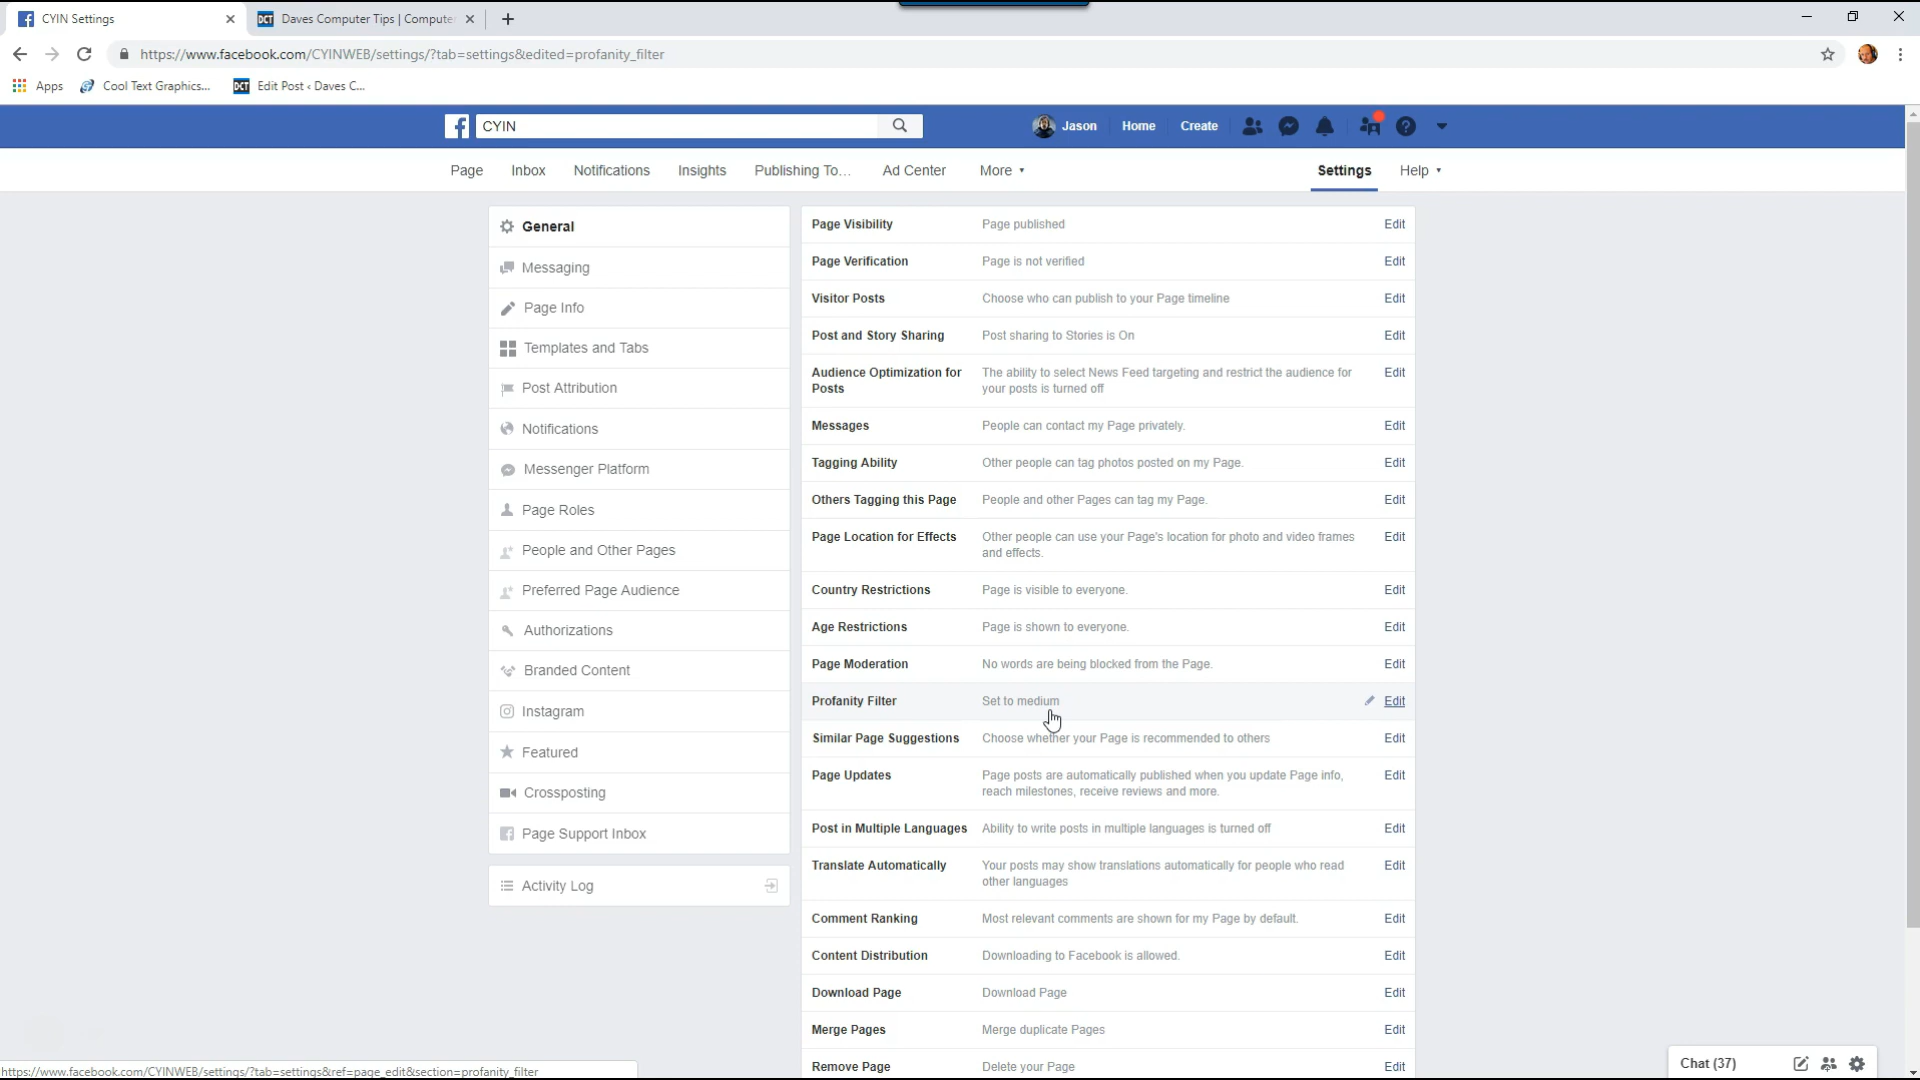 CYIN Settings
Daves Computer Tips | Compute
https://www.facebook.com/CYINWEB/settings/?tab=settings&edited=profanity_filter
Apps
Cool Text Graphics...
DCT
Edit Post ‹ Daves C...
CYIN
Jason
Home
Create
Page
Inbox
Notifications
Insights
Publishing To...
Ad Center
More
Settings
Help
General
Messaging
Page Info
Templates and Tabs
Post Attribution
Notifications
Messenger Platform
Page Roles
People and Other Pages
Preferred Page Audience
Authorizations
Branded Content
Instagram
Featured
Crossposting
Page Support Inbox
Activity Log
Page Visibility Page published Edit
Page Verification Page is not verified Edit
Visitor Posts Choose who can publish to your Page timeline Edit
Post and Story Sharing Post sharing to Stories is On Edit
Audience Optimization for The ability to select News Feed targeting and restrict the audience for Edit
Posts your posts is turned off
Messages People can contact my Page privately. Edit
Tagging Ability Other people can tag photos posted on my Page. Edit
Others Tagging this Page People and other Pages can tag my Page. Edit
Page Location for Effects Other people can use your Page's location for photo and video frames Edit
and effects.
Country Restrictions Page is visible to everyone. Edit
Age Restrictions Page is shown to everyone. Edit
Page Moderation No words are being blocked from the Page. Edit
Profanity Filter Set to medium Edit
Similar Page Suggestions Choose whether your Page is recommended to others Edit
Page Updates Page posts are automatically published when you update Page info, Edit
reach milestones, receive reviews and more.
Post in Multiple Languages Ability to write posts in multiple languages is turned off Edit
Translate Automatically Your posts may show translations automatically for people who read Edit
other languages
Comment Ranking Most relevant comments are shown for my Page by default. Edit
Content Distribution Downloading to Facebook is allowed. Edit
Download Page Download Page Edit
Merge Pages Merge duplicate Pages Edit
Remove Page Delete your Page Edit
Chat (37)
https://www.facebook.com/CYINWEB/settings/?tab=settings&ref=page_edit&section=profanity_filter